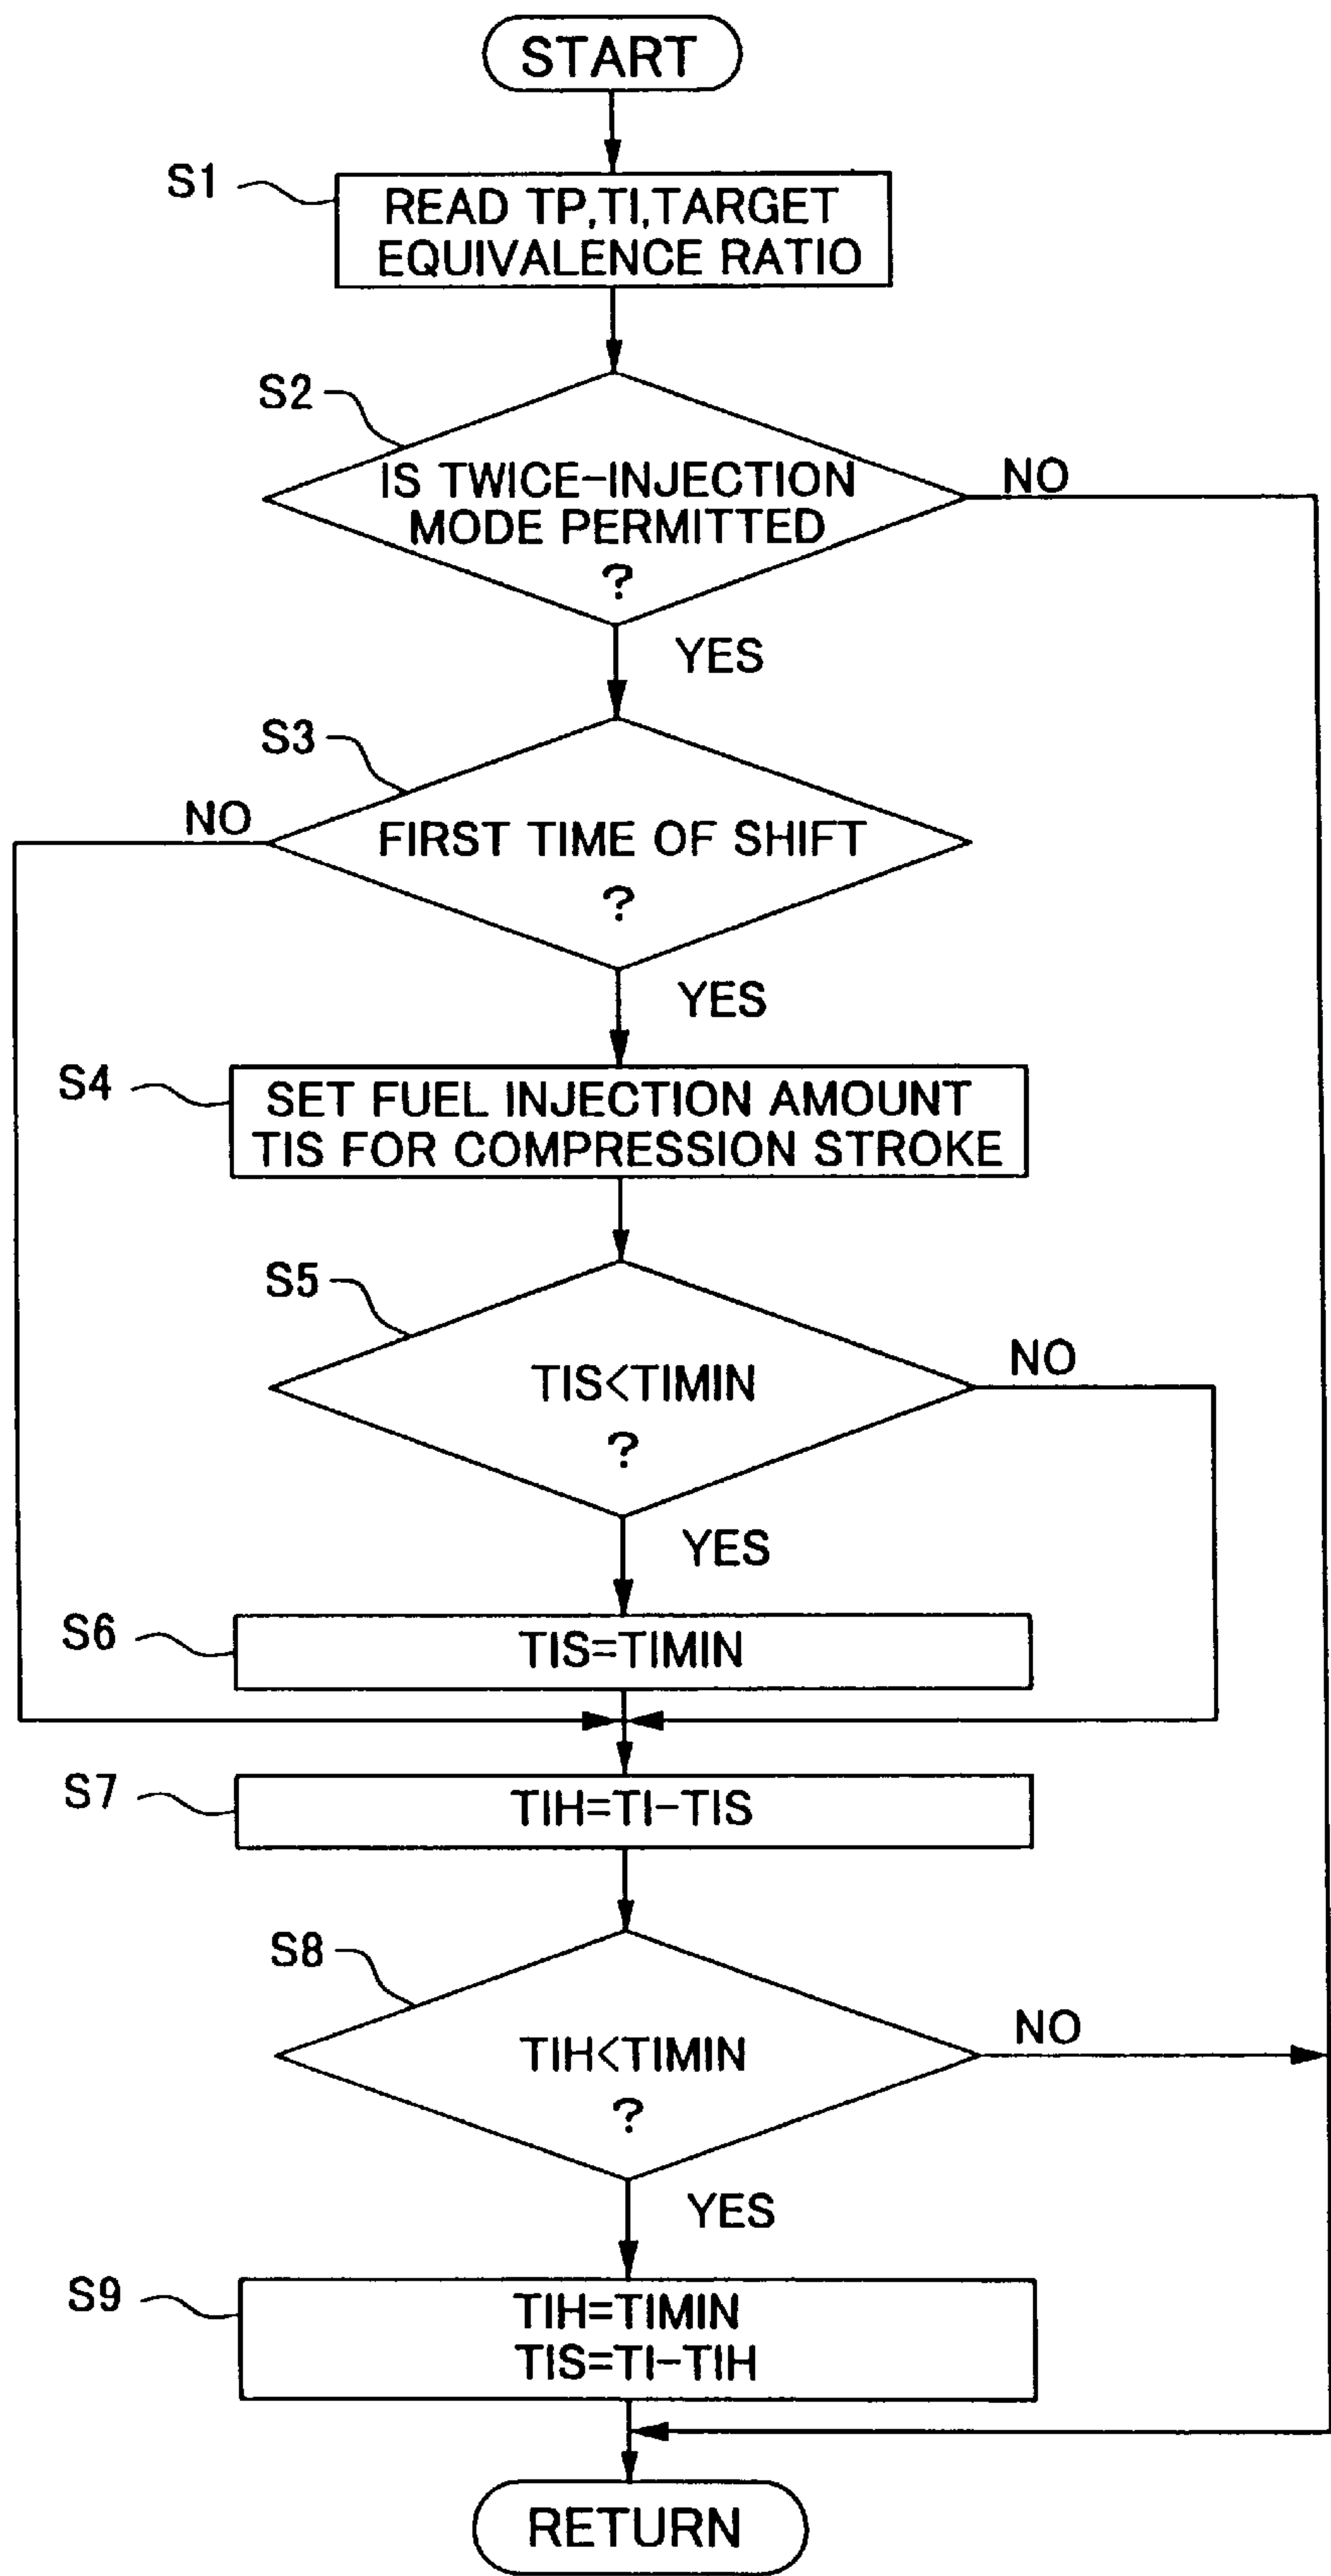 START
S1
READ TP,TI,TARGET
EQUIVALENCE RATIO
S2
IS TWICE-INJECTION
MODE PERMITTED
?
NO
YES
S3
NO
FIRST TIME OF SHIFT
?
YES
S4
SET FUEL INJECTION AMOUNT
TIS FOR COMPRESSION STROKE
S5
TIS<TIMIN
?
NO
YES
S6
TIS=TIMIN
S7
TIH=TI-TIS
S8
TIH<TIMIN
?
NO
YES
S9
TIH=TIMIN
TIS=TI-TIH
RETURN